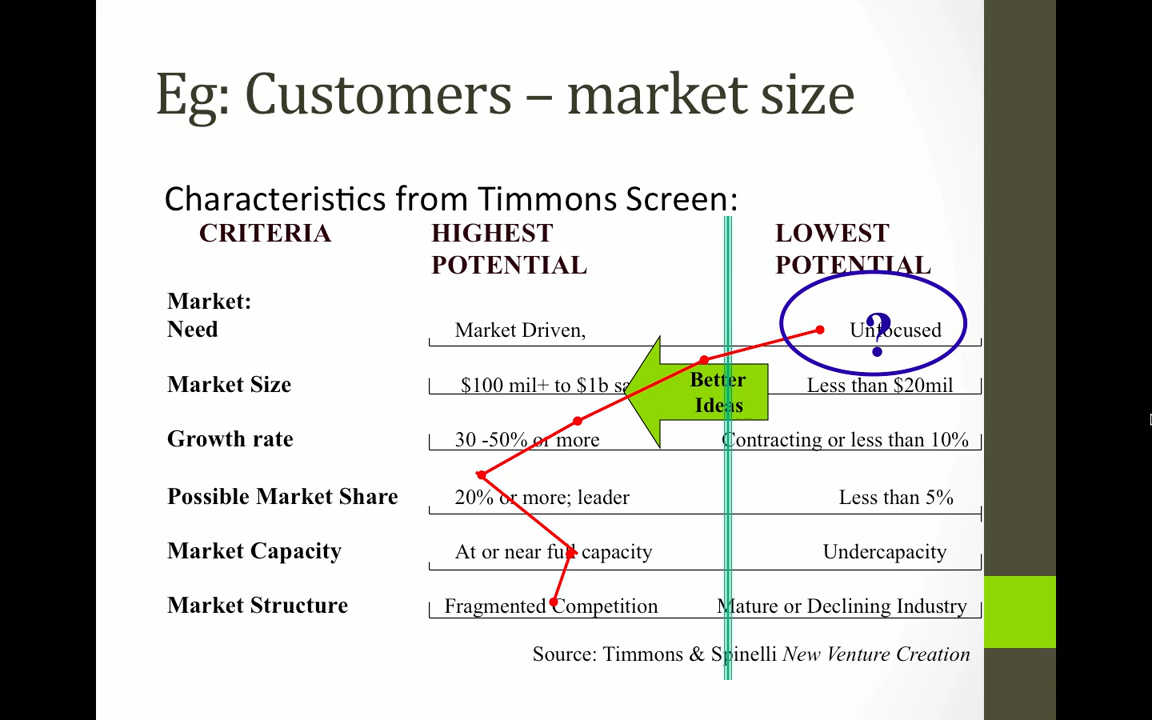 Eg: Customers – market size
Characteristics from Timmons Screen:
CRITERIA HIGHEST POTENTIAL LOWEST POTENTIAL
Market:
Need Market Driven, Unfocused
?
Market Size $100 mil+ to $1b sa Less than $20mil
Better
Ideas
Growth rate 30 -50% or more Contracting or less than 10%
Possible Market Share 20% or more; leader Less than 5%
Market Capacity At or near full capacity Undercapacity
Market Structure Fragmented Competition Mature or Declining Industry
Source: Timmons & Spinelli New Venture Creation